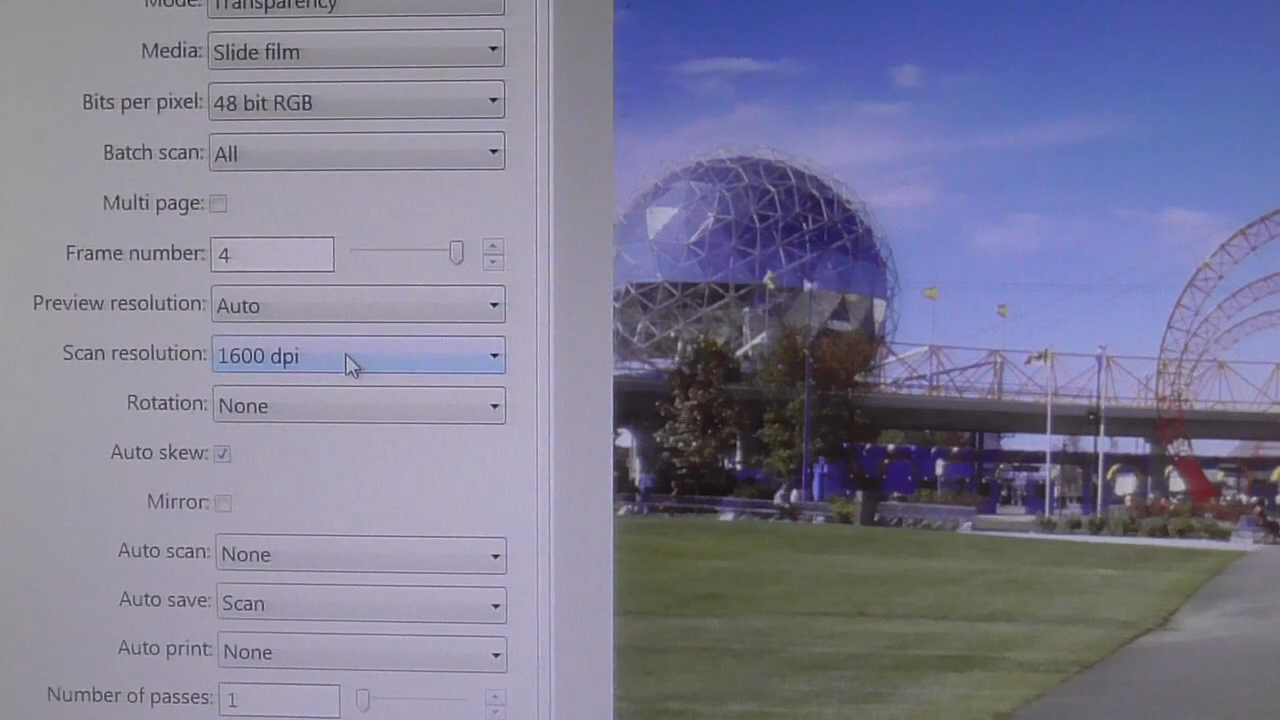 Mode: Transparency
Media: Slide film
Bits per pixel: 48 bit RGB
Batch scan: All
Multi page:
Frame number: 4
Preview resolution: Auto
Scan resolution: 1600 dpi
Rotation: None
Auto skew:
Mirror:
Auto scan: None
Auto save: Scan
Auto print: None
Number of passes: 1